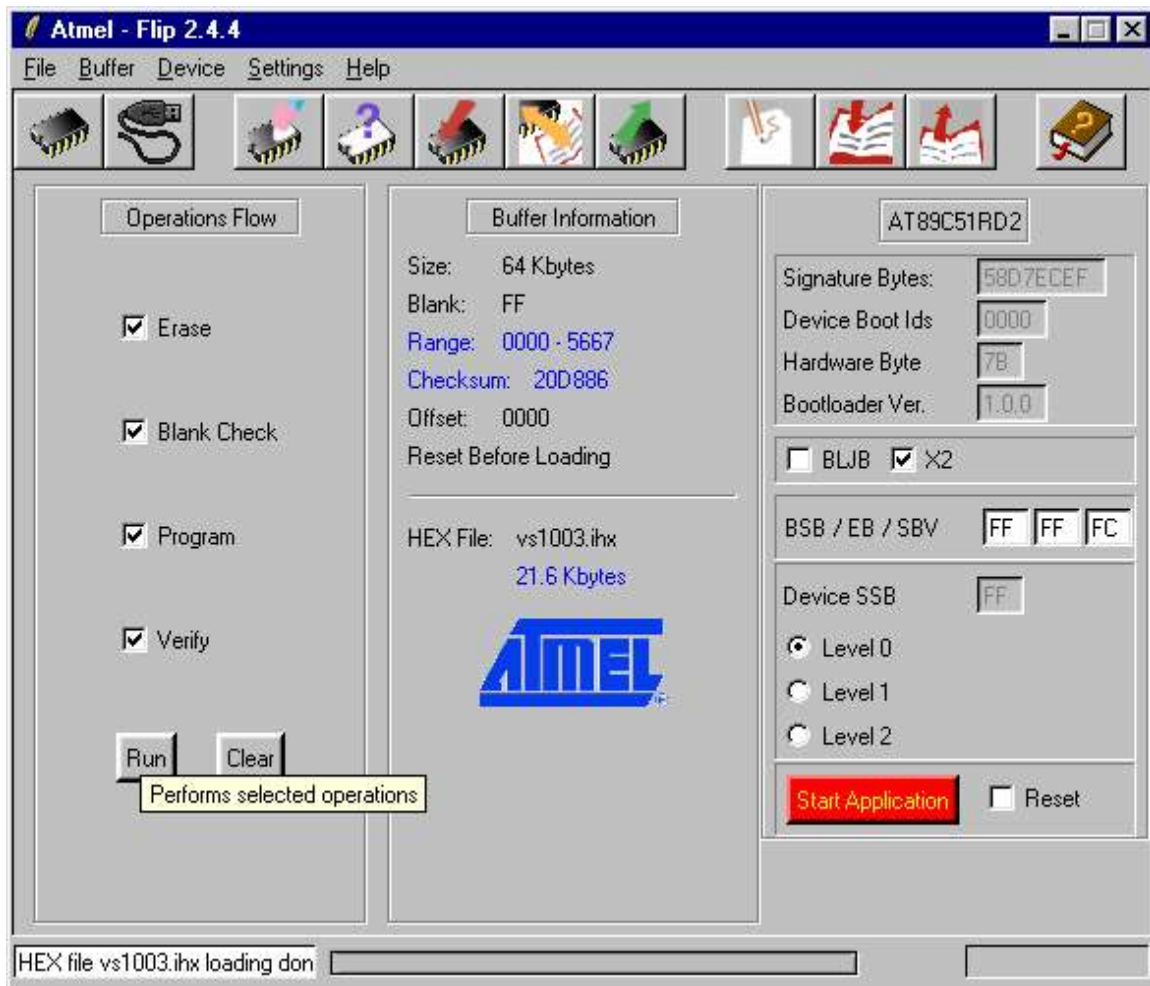 Atmel - Flip 2.4.4
File Buffer Device Settings Help
Operations Flow
Erase
Blank Check
Program
Verify
Run Clear
Performs selected operations
Buffer Information
Size: 64 Kbytes
Blank: FF
Range: 0000 - 5667
Checksum: 20D886
Offset: 0000
Reset Before Loading
HEX File: vs1003.ihx
21.6 Kbytes
ATMEL
®
AT89C51RD2
Signature Bytes: 58D7ECEF
Device Boot Ids 0000
Hardware Byte 7B
Bootloader Ver. 1.0.0
BLJB X2
BSB / EB / SBV FF FF FC
Device SSB FF
Level 0
Level 1
Level 2
Start Application Reset
HEX file vs1003.ihx loading don